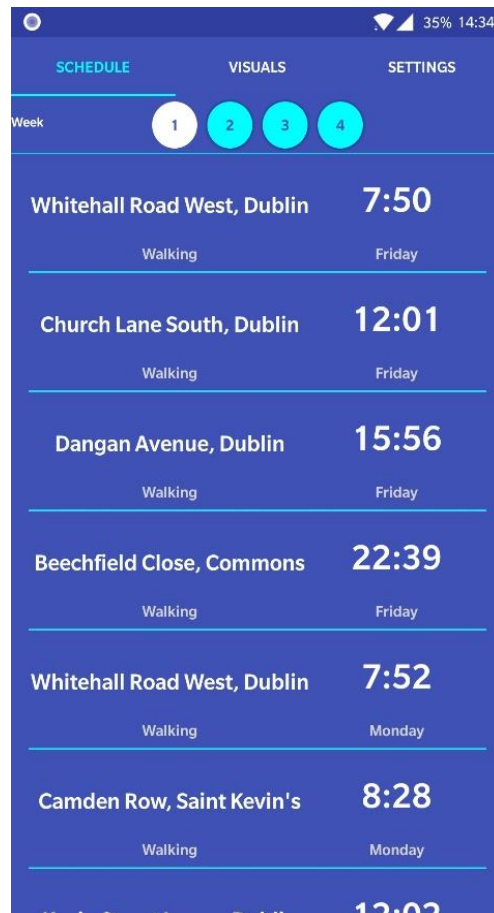 35% 14:34
SCHEDULE VISUALS SETTINGS
Week 1 2 3 4
Whitehall Road West, Dublin 7:50
Walking Friday
Church Lane South, Dublin 12:01
Walking Friday
Dangan Avenue, Dublin 15:56
Walking Friday
Beechfield Close, Commons 22:39
Walking Friday
Whitehall Road West, Dublin 7:52
Walking Monday
Camden Row, Saint Kevin's 8:28
Walking Monday
12:02